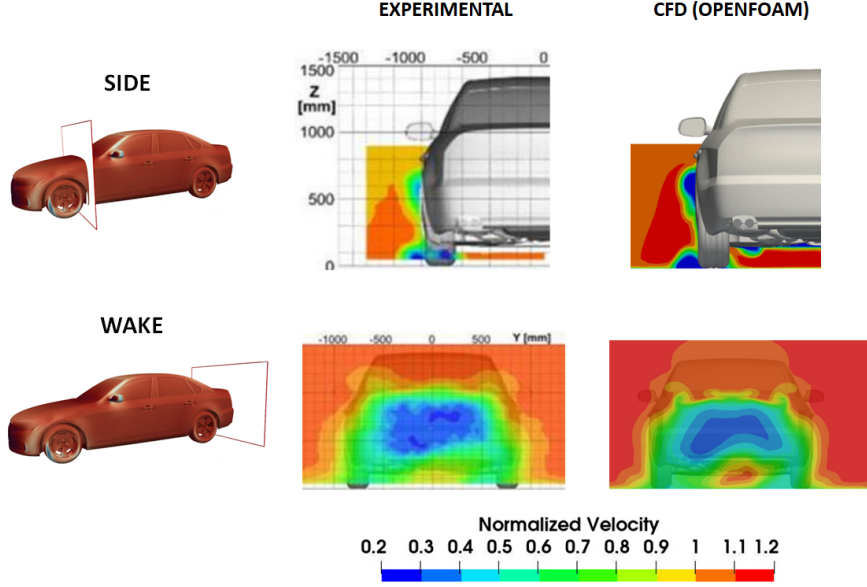 EXPERIMENTAL
CFD (OPENFOAM)
SIDE
-1500 -1000 -500 0
1500
Z
[mm]
1000
500
0
WAKE
-1000 -500 0 500 Y [mm]
Normalized Velocity
0.2 0.3 0.4 0.5 0.6 0.7 0.8 0.9 1 1.1 1.2